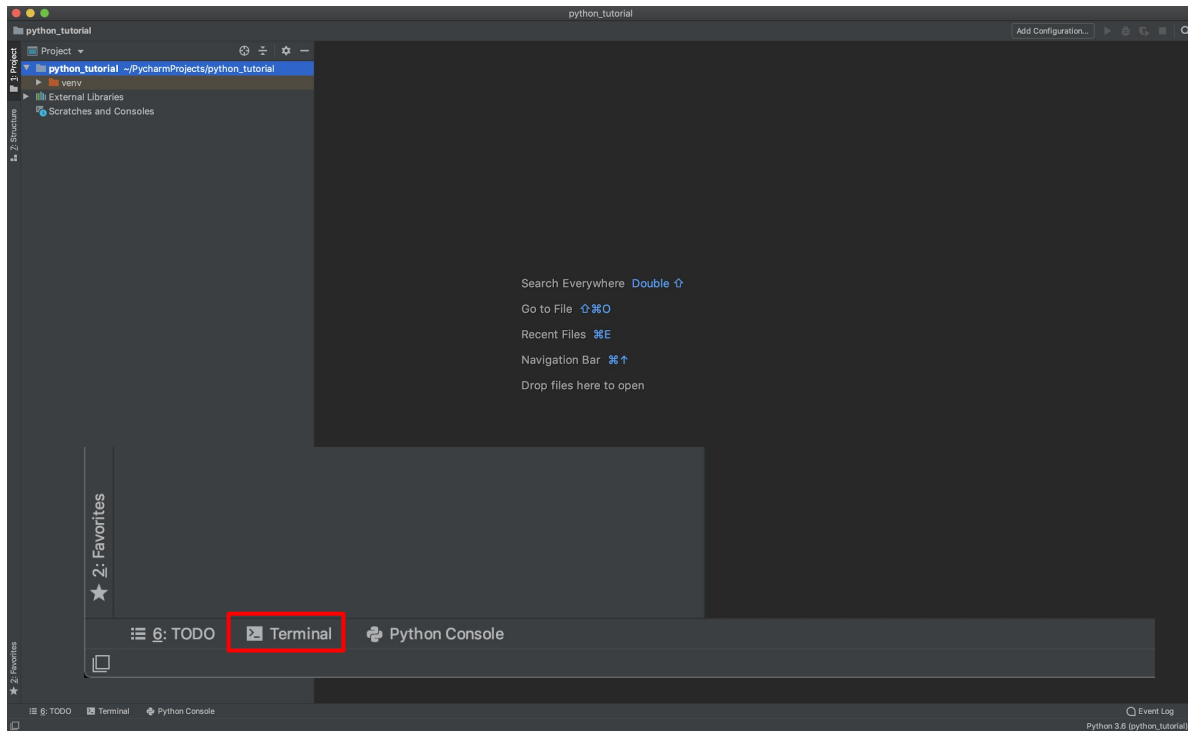 python_tutorial
python_tutorial
Add Configuration...
1: Project
Project
python_tutorial ~/PycharmProjects/python_tutorial
venv
External Libraries
Scratches and Consoles
7: Structure
Search Everywhere Double ⇧
Go to File ⇧⌘O
Recent Files ⌘E
Navigation Bar ⌘↑
Drop files here to open
2: Favorites
6: TODO Terminal Python Console
2: Favorites
6: TODO Terminal Python Console
Event Log
Python 3.6 (python_tutorial)